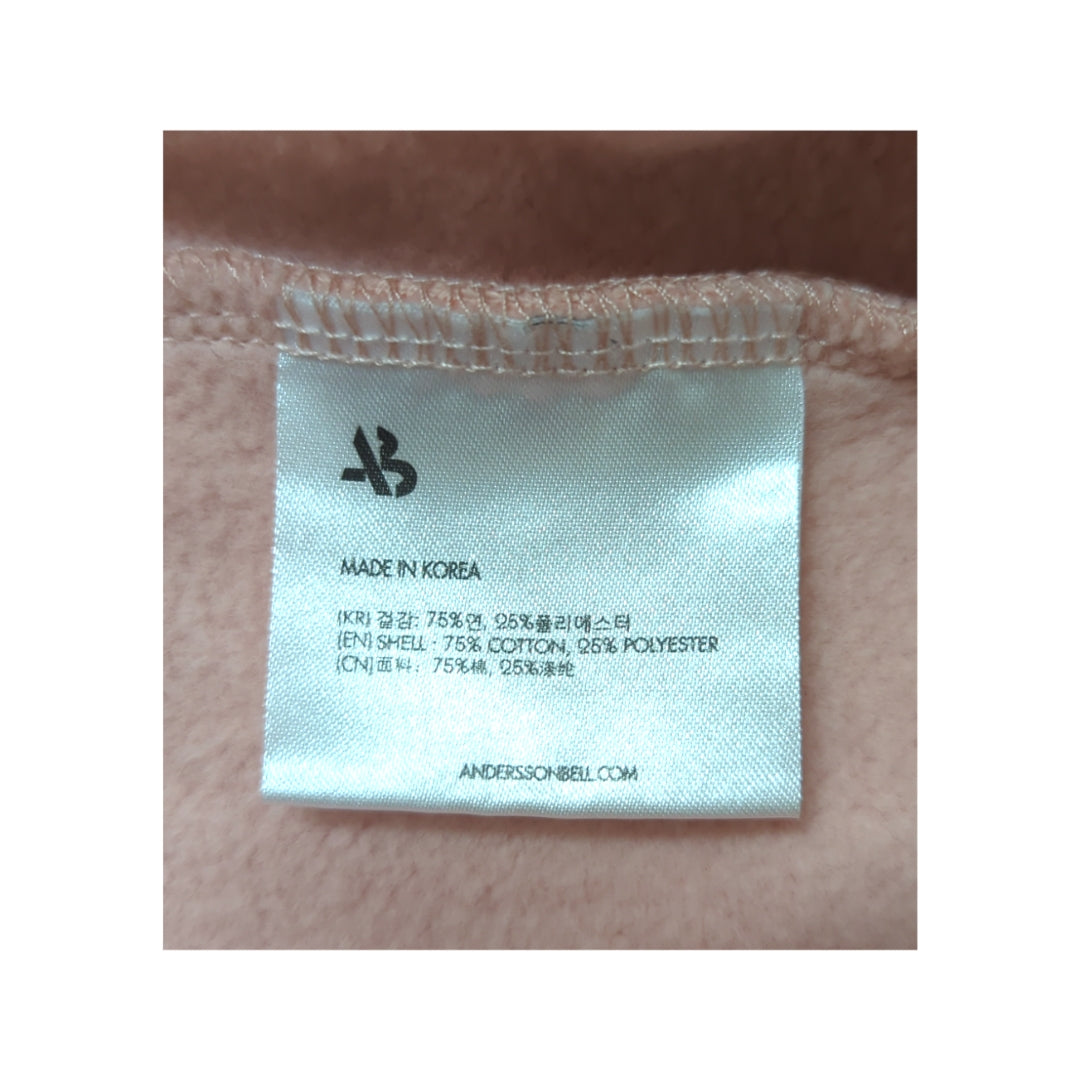 AB
MADE IN KOREA
(KR) 겉감: 75%면, 25%폴리에스터
(EN) SHELL : 75% COTTON, 25% POLYESTER
(CN) 面料: 75%棉, 25%涤纶
ANDERSSONBELL.COM